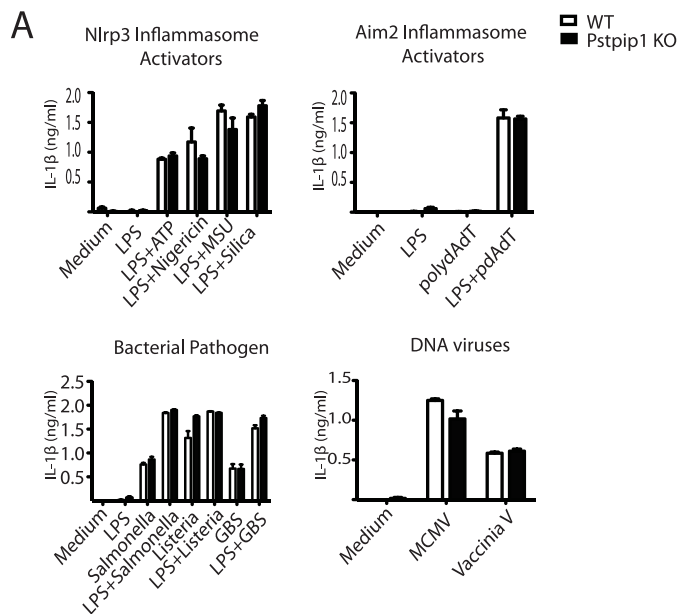 A
Nlrp3 Inflammasome
Activators
Aim2 Inflammasome
Activators
WT
Pstpip1 KO
IL-1β (ng/ml)
2.0
1.5
1.0
0.5
Medium
LPS
LPS+ATP
LPS+Nigericin
LPS+MSU
LPS+Silica
IL-1β (ng/ml)
2.0
1.5
1.0
0.5
Medium
LPS
polydAdT
LPS+pdAdT
Bacterial Pathogen
DNA viruses
IL-1β (ng/ml)
2.5
2.0
1.5
1.0
0.5
Medium
LPS
Salmonella
LPS+Salmonella
Listeria
LPS+Listeria
GBS
LPS+GBS
IL-1β (ng/ml)
1.5
1.0
0.5
Medium
MCMV
Vaccinia V